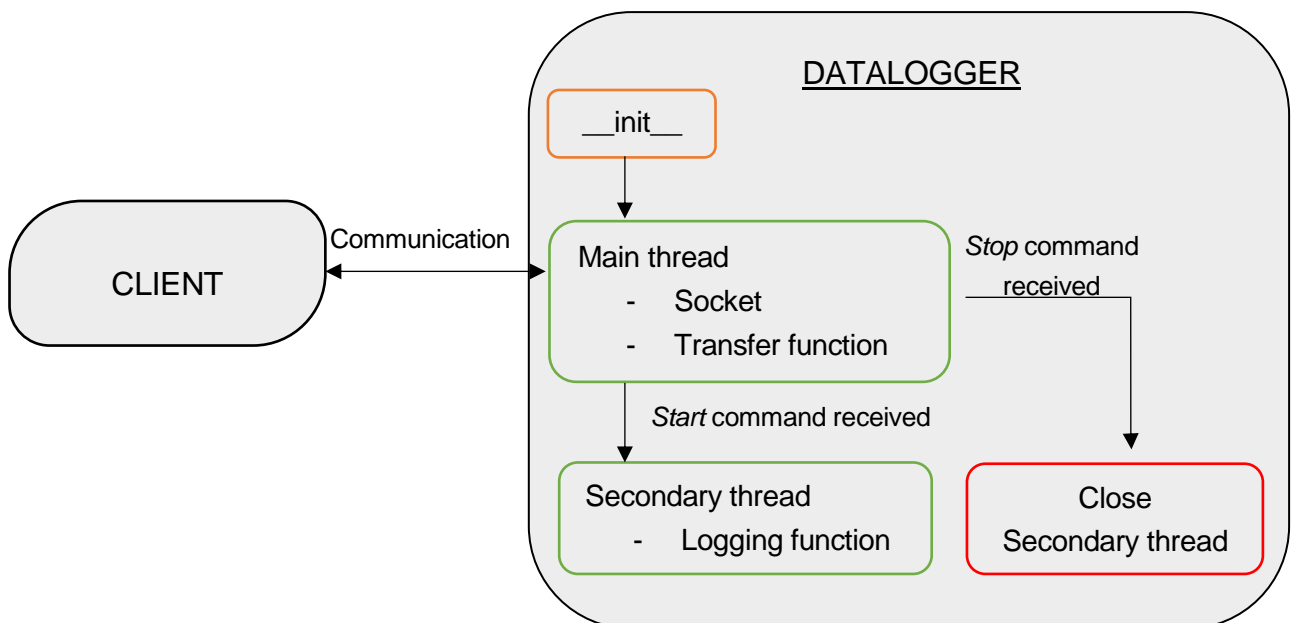 DATALOGGER
__init__
Communication
CLIENT
Main thread
- Socket
- Transfer function
Stop command
received
Start command received
Secondary thread
- Logging function
Close
Secondary thread